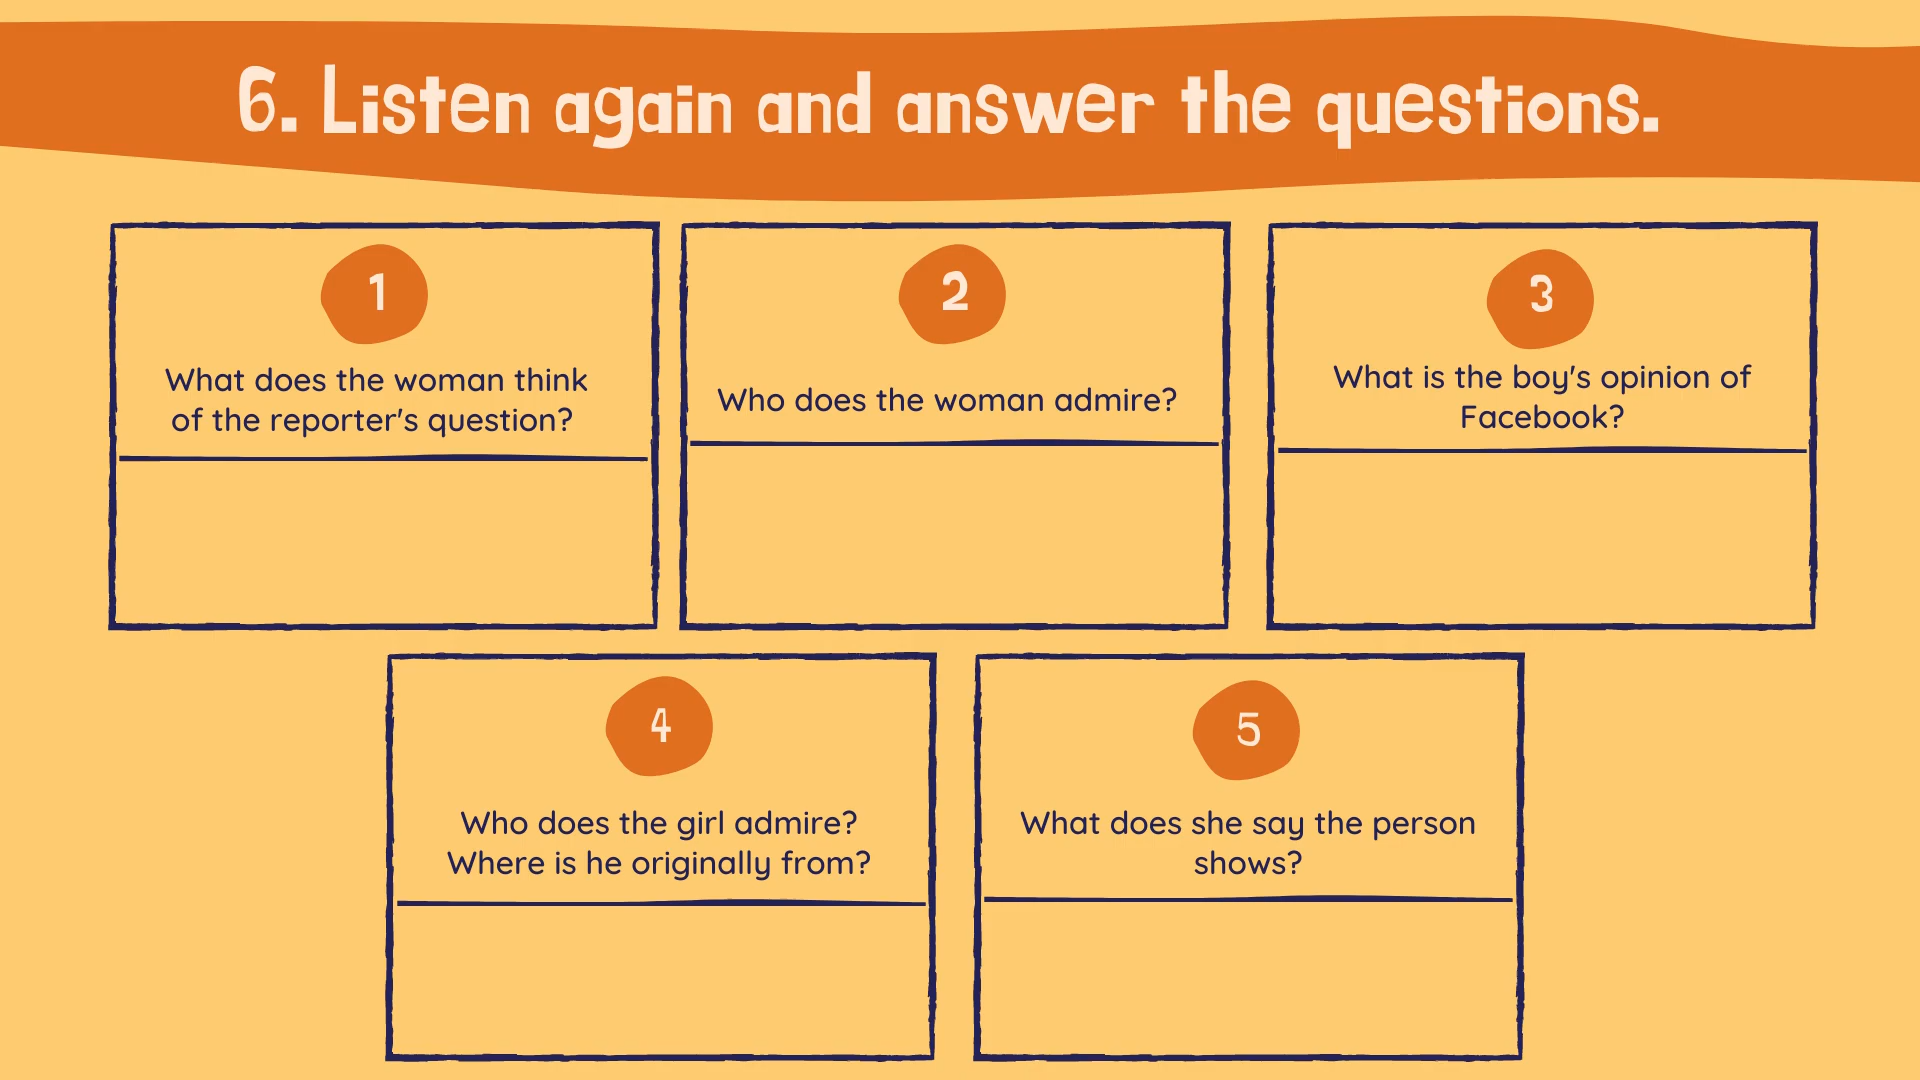 6. Listen again and answer the questions.
1
What does the woman think
of the reporter's question?
2
Who does the woman admire?
3
What is the boy's opinion of
Facebook?
4
Who does the girl admire?
Where is he originally from?
5
What does she say the person
shows?